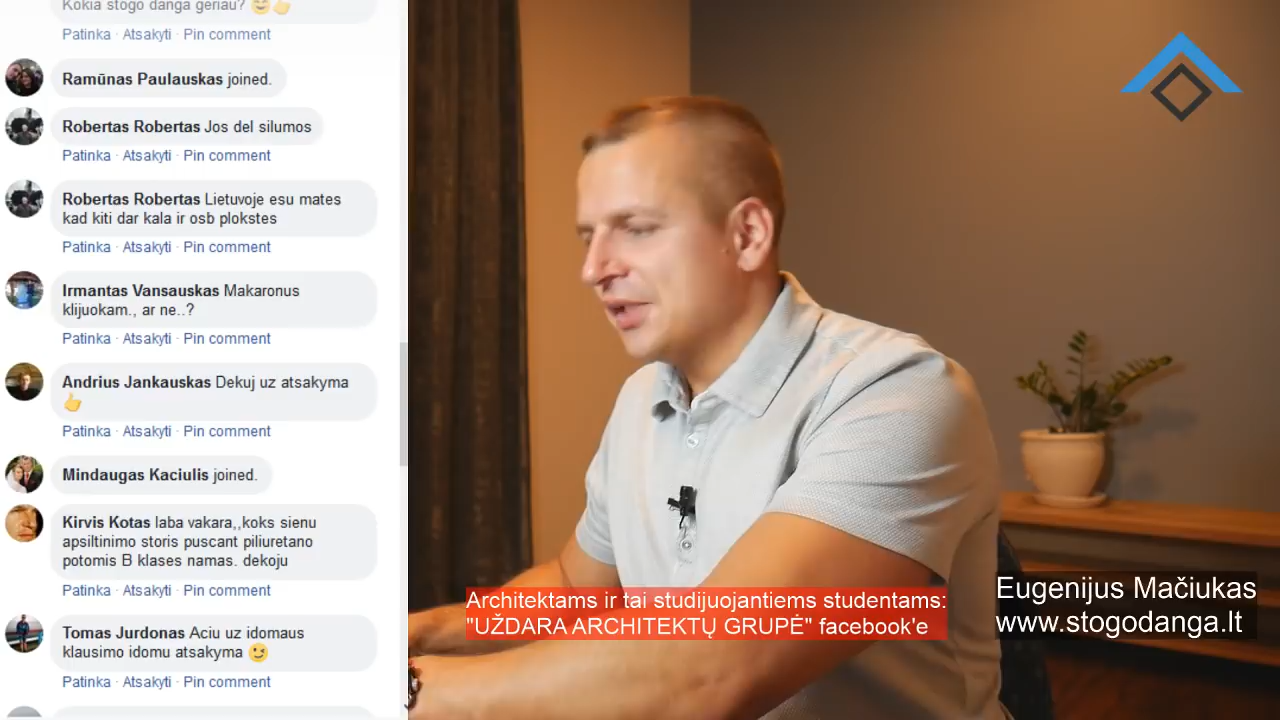 Kokia stogo danga geriau? 😄👍
Patinka · Atsakyti · Pin comment
Ramūnas Paulauskas joined.
Robertas Robertas Jos del silumos
Patinka · Atsakyti · Pin comment
Robertas Robertas Lietuvoje esu mates
kad kiti dar kala ir osb plokstes
Patinka · Atsakyti · Pin comment
Irmantas Vansauskas Makaronus
klijuokam., ar ne..?
Patinka · Atsakyti · Pin comment
Andrius Jankauskas Dekuj uz atsakyma
👍
Patinka · Atsakyti · Pin comment
Mindaugas Kaciulis joined.
Kirvis Kotas laba vakara,,koks sienu
apsiltinimo storis puscant piliuretano
potomis B klases namas. dekoju
Patinka · Atsakyti · Pin comment
Tomas Jurdonas Aciu uz idomaus
klausimo idomu atsakyma 😉
Patinka · Atsakyti · Pin comment
Architektams ir tai studijuojantiems studentams:
"UŽDARA ARCHITEKTŲ GRUPĖ" facebook'e
Eugenijus Mačiukas
www.stogodanga.lt